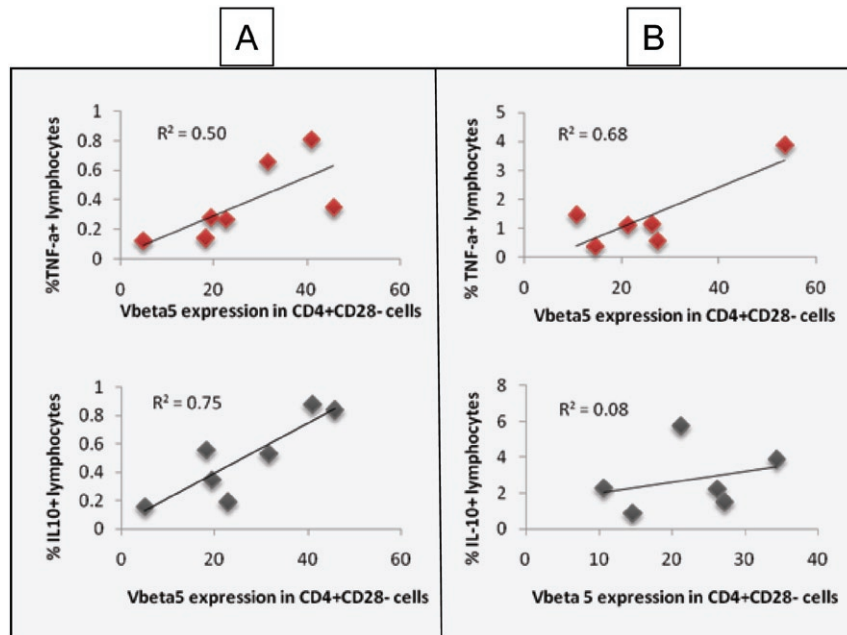 A
B
R² = 0.50
%TNF-a+ lymphocytes
1
0.8
0.6
0.4
0.2
0
0 20 40 60
Vbeta5 expression in CD4+CD28- cells
R² = 0.68
% TNF-a+ lymphocytes
5
4
3
2
1
0
0 20 40 60
Vbeta5 expression in CD4+CD28- cells
R² = 0.75
% IL10+ lymphocytes
1
0.8
0.6
0.4
0.2
0
0 20 40 60
Vbeta5 expression in CD4+CD28- cells
R² = 0.08
% IL-10+ lymphocytes
8
6
4
2
0
0 10 20 30 40
Vbeta 5 expression in CD4+CD28- cells